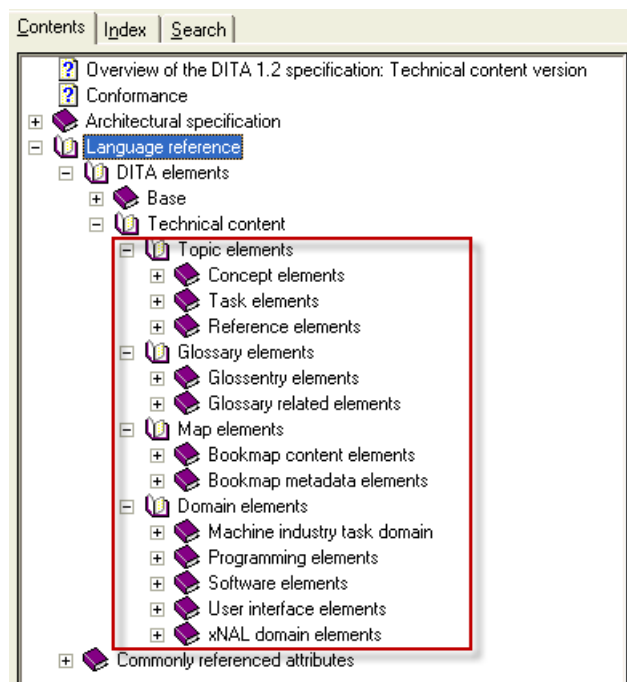 Contents Index Search
Overview of the DITA 1.2 specification: Technical content version
Conformance
Architectural specification
Language reference
DITA elements
Base
Technical content
Topic elements
Concept elements
Task elements
Reference elements
Glossary elements
Glossentry elements
Glossary related elements
Map elements
Bookmap content elements
Bookmap metadata elements
Domain elements
Machine industry task domain
Programming elements
Software elements
User interface elements
xNAL domain elements
Commonly referenced attributes